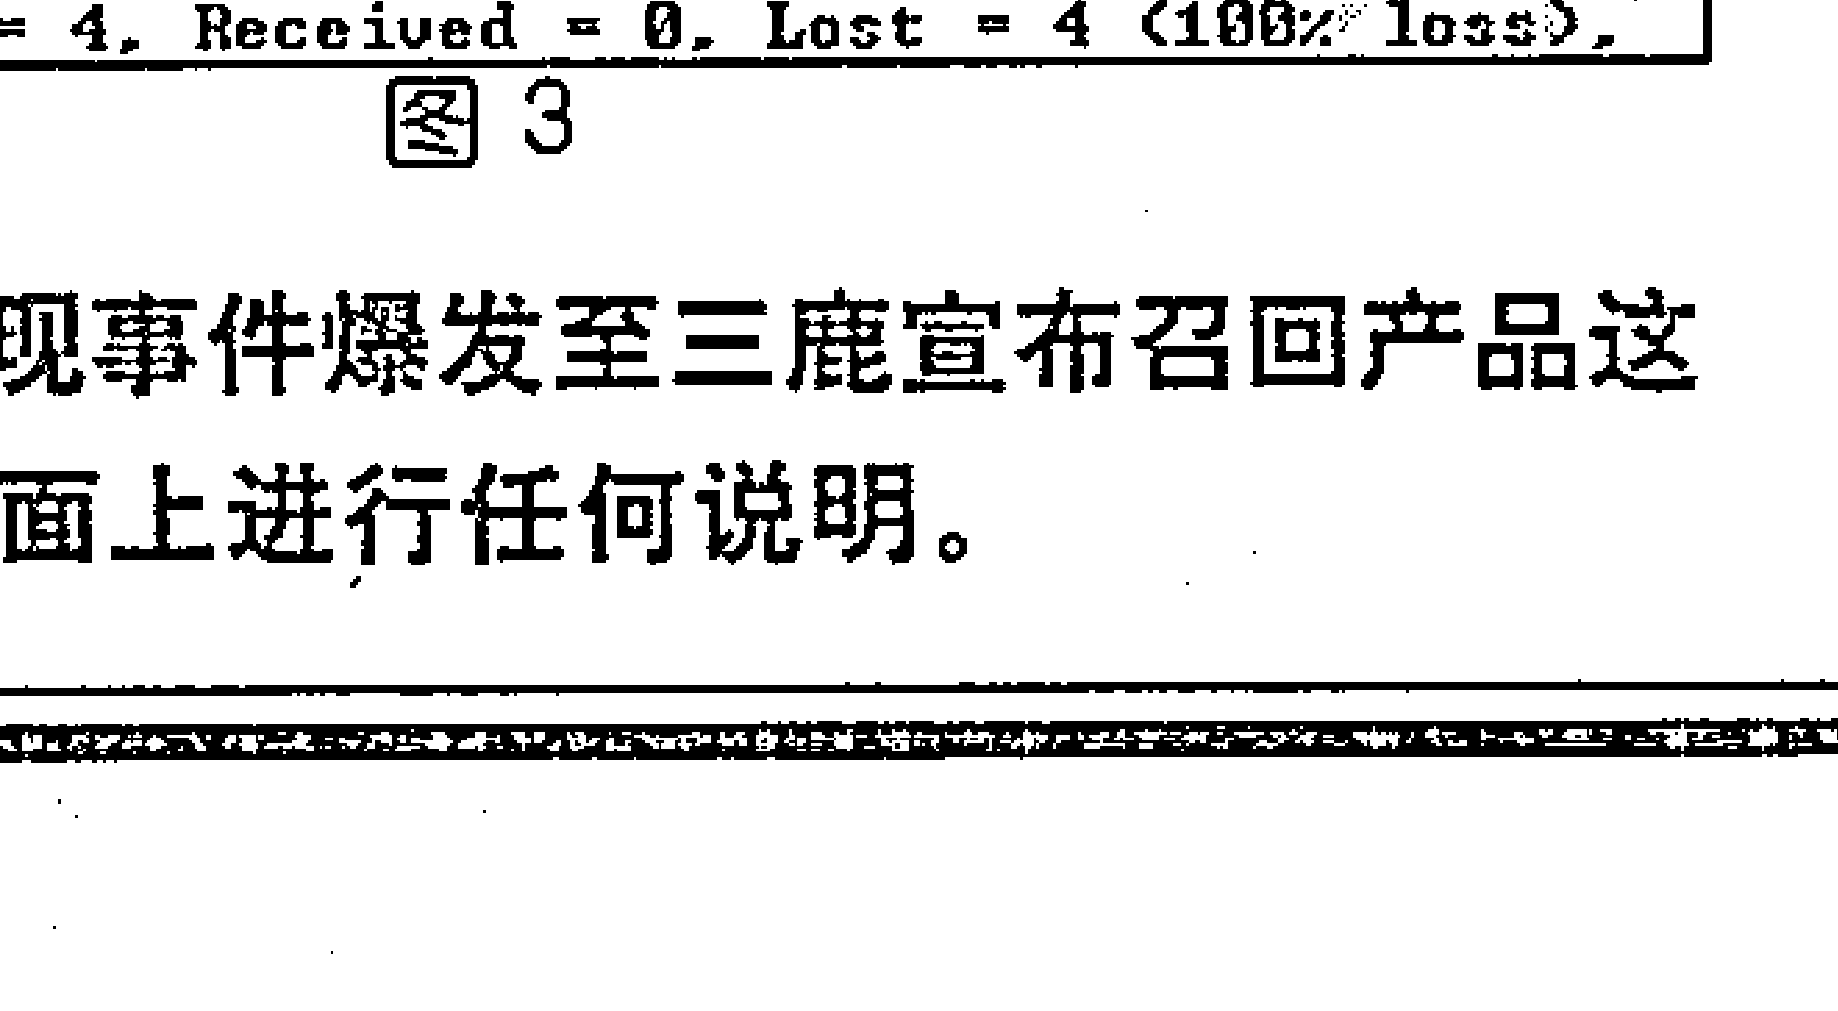 = 4, Received = 0, Lost = 4 (100% loss),
图 3
现事件爆发至三鹿宣布召回产品这
面上进行任何说明。